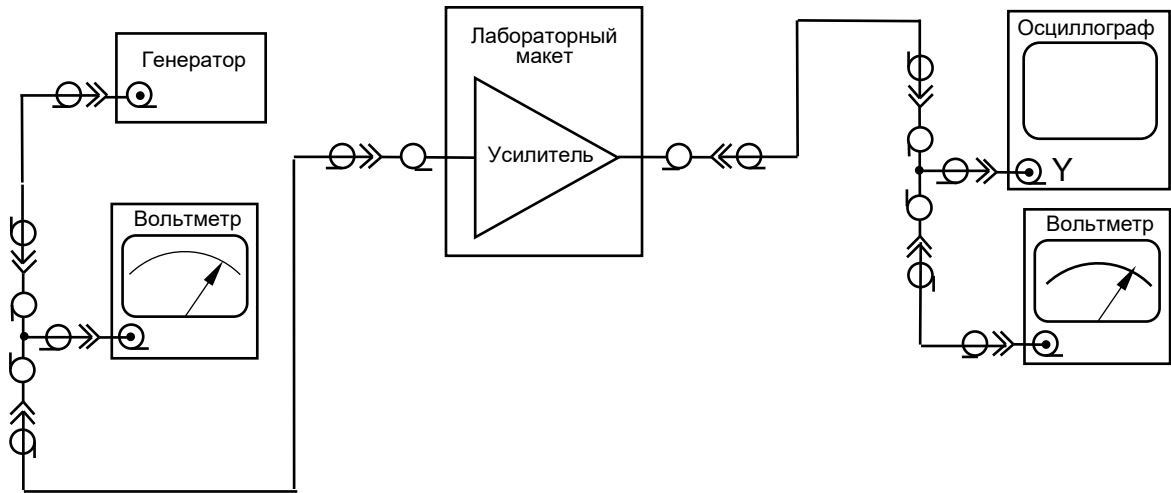 Генератор
Вольтметр
Лабораторный
макет
Усилитель
Осциллограф
Y
Вольтметр